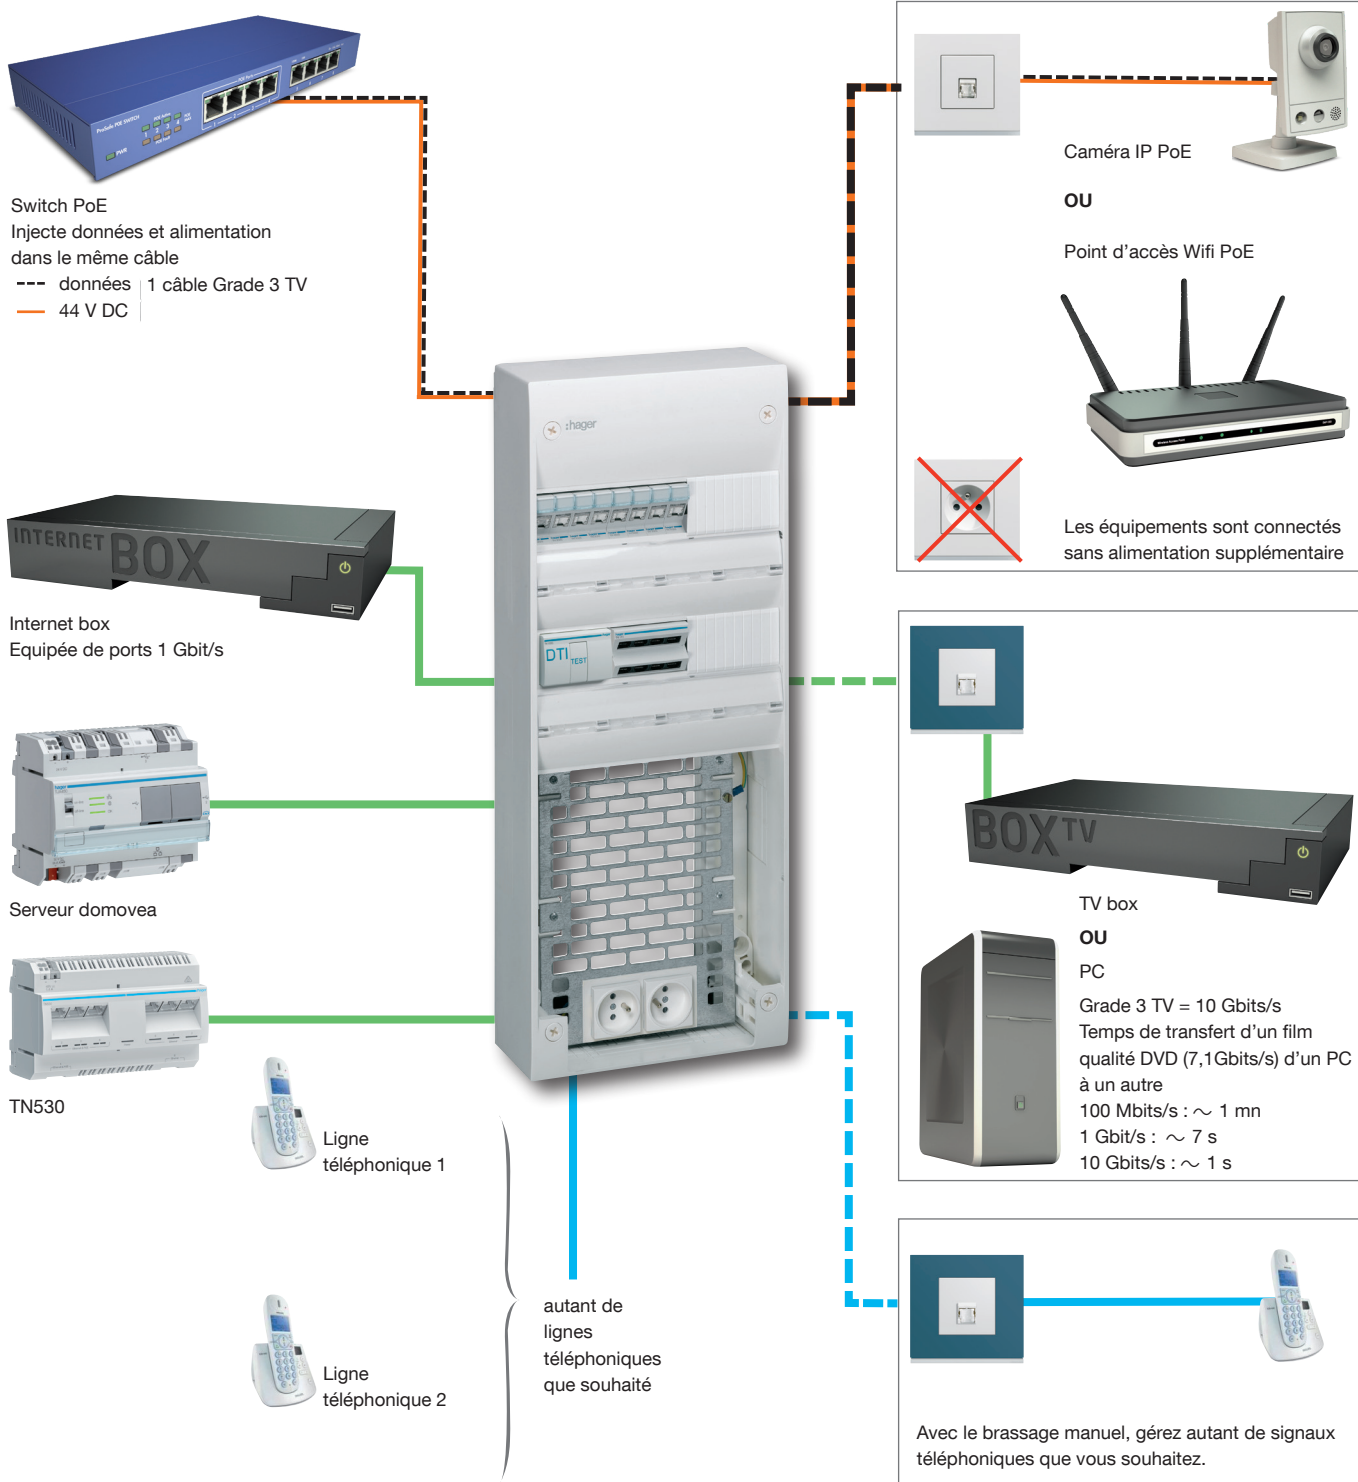 ProSafe POE SWITCH
PWR
Switch PoE
Injecte données et alimentation
dans le même câble
données
1 câble Grade 3 TV
44 V DC
Caméra IP PoE
OU
Point d'accès Wifi PoE
Les équipements sont connectés
sans alimentation supplémentaire
:hager
DTI
TEST
INTERNET BOX
Internet box
Equipée de ports 1 Gbit/s
Serveur domovea
TN530
Ligne
téléphonique 1
Ligne
téléphonique 2
autant de
lignes
téléphoniques
que souhaité
BOX TV
TV box
OU
PC
Grade 3 TV = 10 Gbits/s
Temps de transfert d'un film
qualité DVD (7,1Gbits/s) d'un PC
à un autre
100 Mbits/s : ～ 1 mn
1 Gbit/s : ～ 7 s
10 Gbits/s : ～ 1 s
Avec le brassage manuel, gérez autant de signaux
téléphoniques que vous souhaitez.